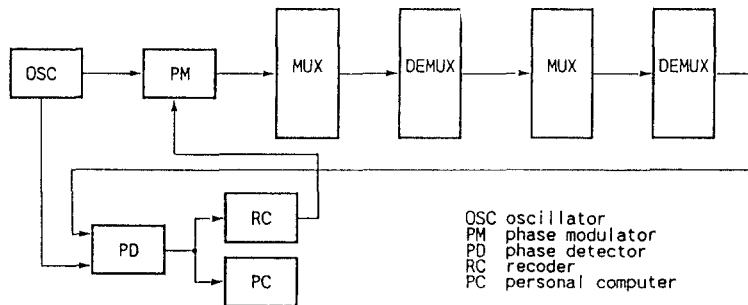 OSC
PM
MUX
DEMUX
MUX
DEMUX
PD
RC
PC
OSC oscillator
PM phase modulator
PD phase detector
RC recoder
PC personal computer